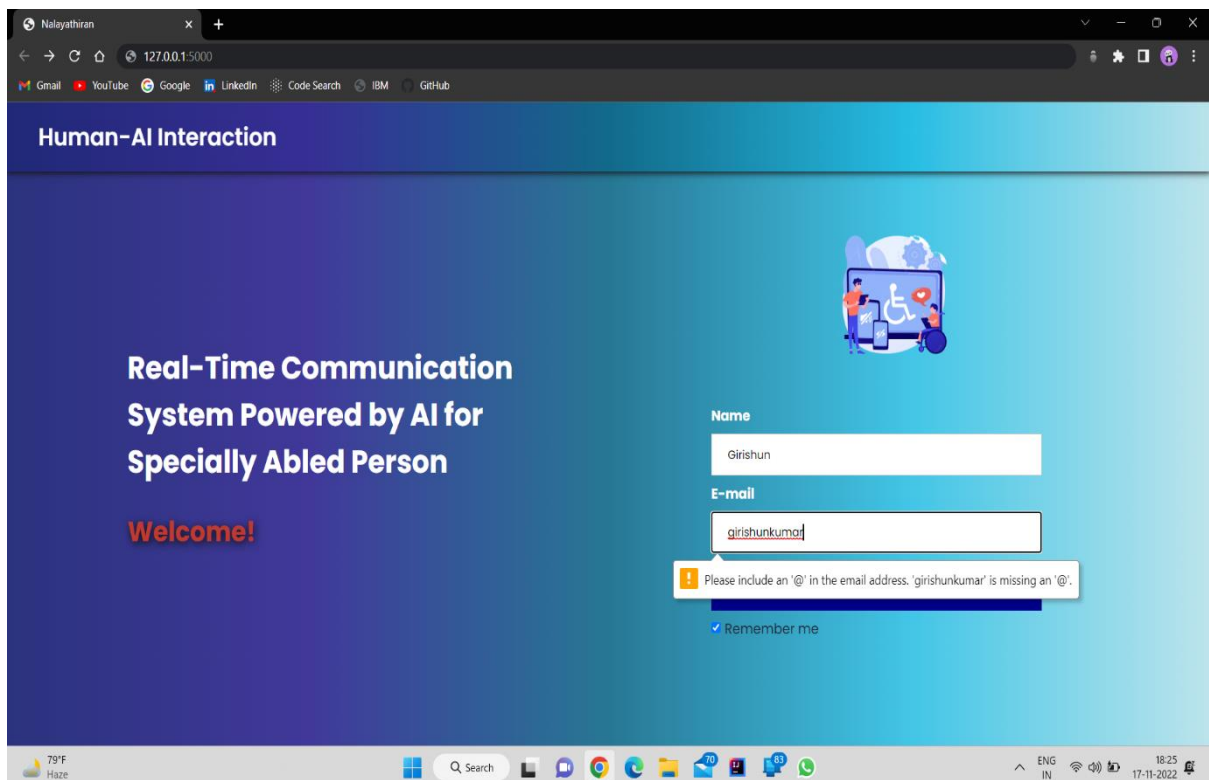 Nalayathiran
127.0.0.1:5000
Gmail YouTube Google LinkedIn Code Search IBM GitHub
Human-AI Interaction
Real-Time Communication
System Powered by AI for
Specially Abled Person
Welcome!
Name
Girishun
E-mail
girishunkumar
Please include an '@' in the email address. 'girishunkumar' is missing an '@'.
Remember me
79°F
Haze
Search
70
83
ENG
IN
18:25
17-11-2022